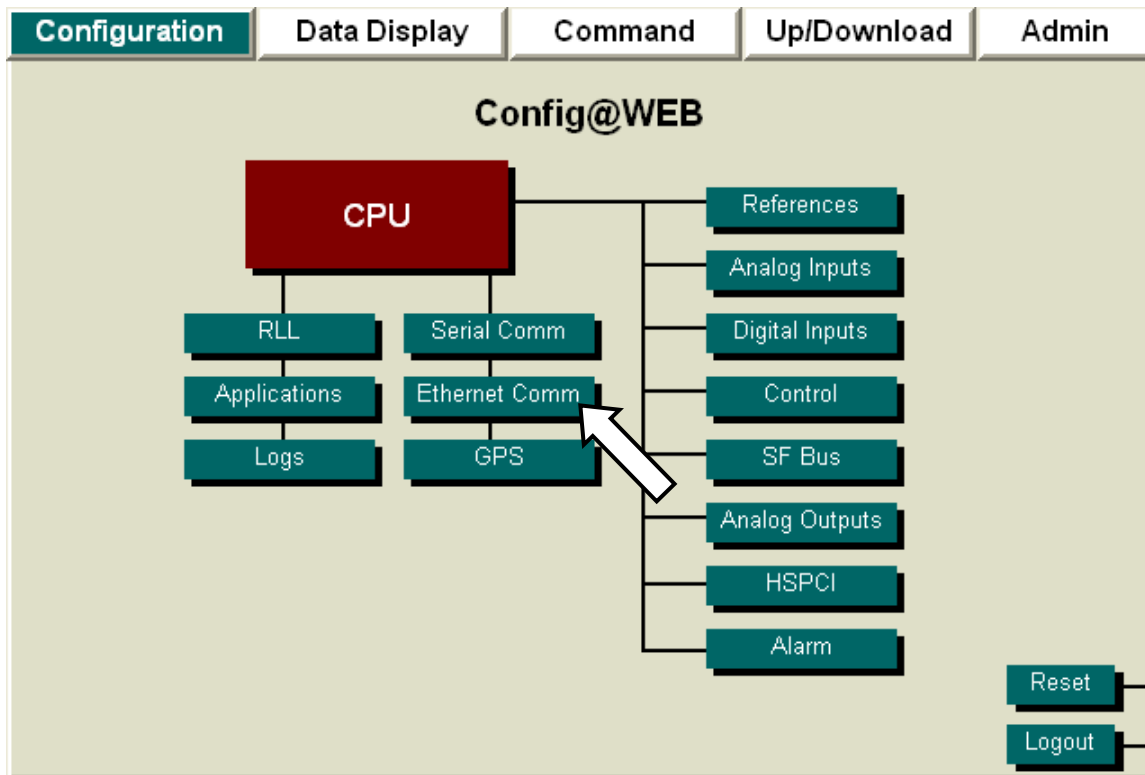 Configuration Data Display Command Up/Download Admin
Config@WEB
CPU
RLL
Applications
Logs
Serial Comm
Ethernet Comm
GPS
References
Analog Inputs
Digital Inputs
Control
SF Bus
Analog Outputs
HSPCI
Alarm
Reset
Logout